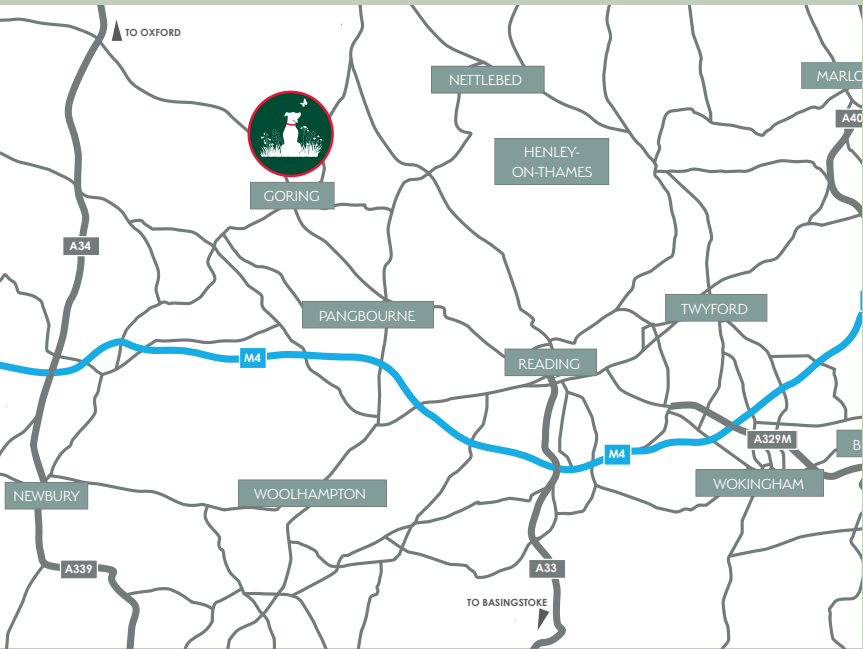 TO OXFORD
NETTLEBED
MARLO
A40
HENLEY-
ON-THAMES
GORING
A34
PANGBOURNE
TWYFORD
M4
READING
A329M
B
M4
WOKINGHAM
NEWBURY
WOOLHAMPTON
A339
A33
TO BASINGSTOKE